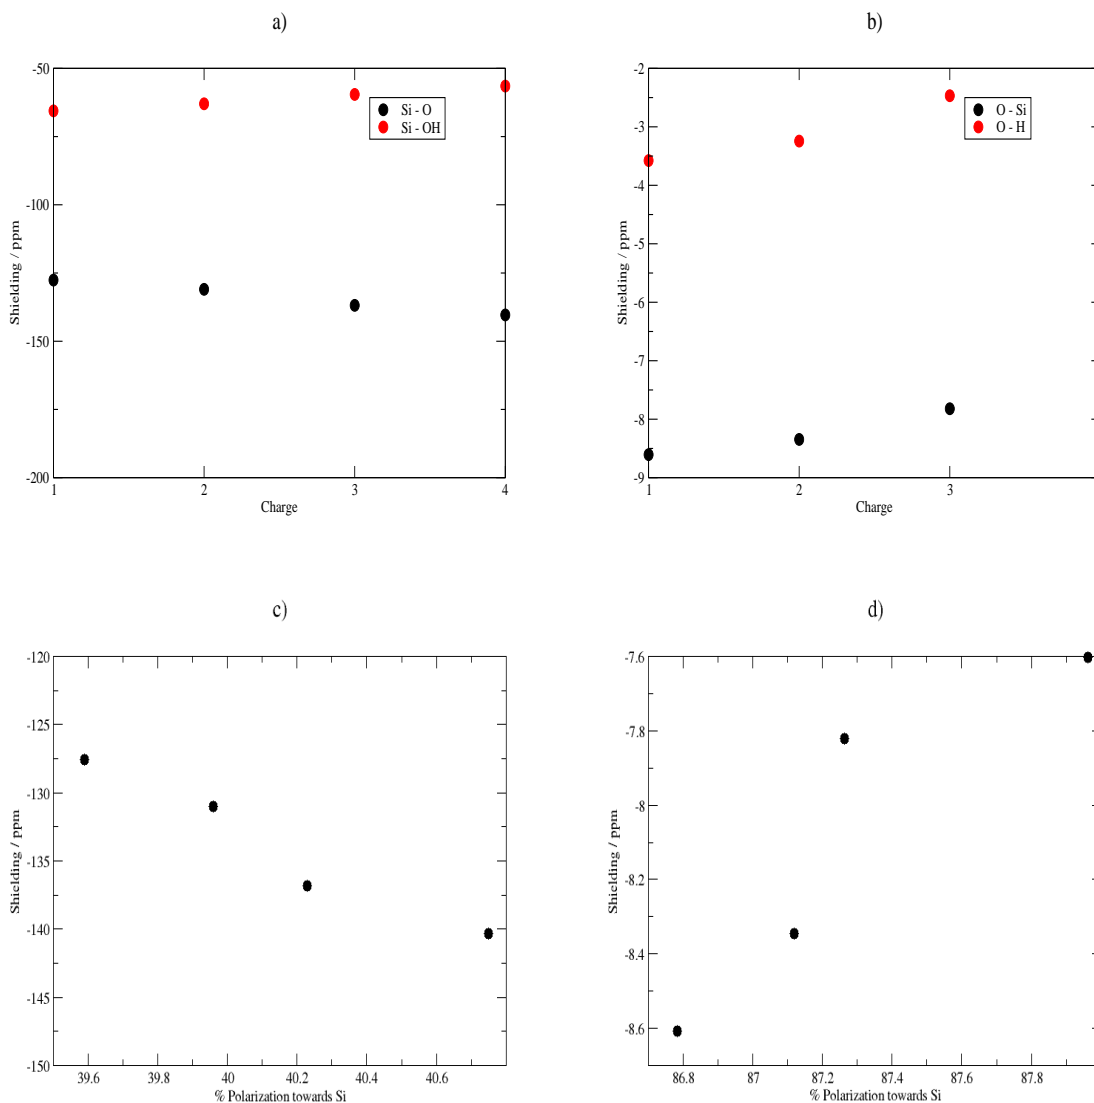 a)
-50
-100
-150
-200
1 2 3 4
Shielding / ppm
Charge
Si - O
Si - OH
b)
-2
-3
-4
-5
-6
-7
-8
-9
1 2 3
Shielding / ppm
Charge
O - Si
O - H
c)
-120
-125
-130
-135
-140
-145
-150
39.6 39.8 40 40.2 40.4 40.6
Shielding / ppm
% Polarization towards Si
d)
-7.6
-7.8
-8
-8.2
-8.4
-8.6
86.8 87 87.2 87.4 87.6 87.8
Shielding / ppm
% Polarization towards Si